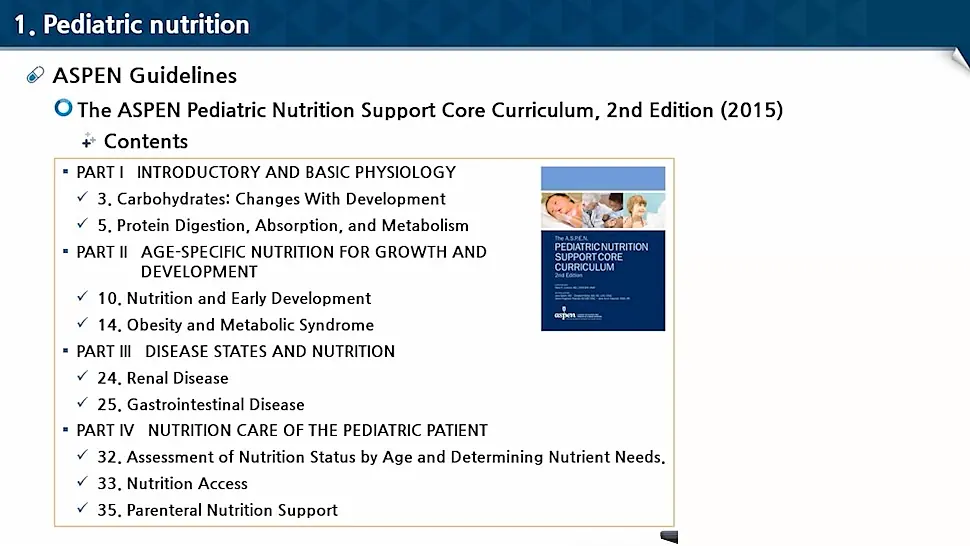 1. Pediatric nutrition
ASPEN Guidelines
The ASPEN Pediatric Nutrition Support Core Curriculum, 2nd Edition (2015)
Contents
PART I INTRODUCTORY AND BASIC PHYSIOLOGY
3. Carbohydrates: Changes With Development
5. Protein Digestion, Absorption, and Metabolism
PART II AGE-SPECIFIC NUTRITION FOR GROWTH AND
DEVELOPMENT
10. Nutrition and Early Development
14. Obesity and Metabolic Syndrome
PART III DISEASE STATES AND NUTRITION
24. Renal Disease
25. Gastrointestinal Disease
PART IV NUTRITION CARE OF THE PEDIATRIC PATIENT
32. Assessment of Nutrition Status by Age and Determining Nutrient Needs.
33. Nutrition Access
35. Parenteral Nutrition Support
The A.S.P.E.N.
PEDIATRIC NUTRITION
SUPPORT CORE
CURRICULUM
2nd Edition
aspen